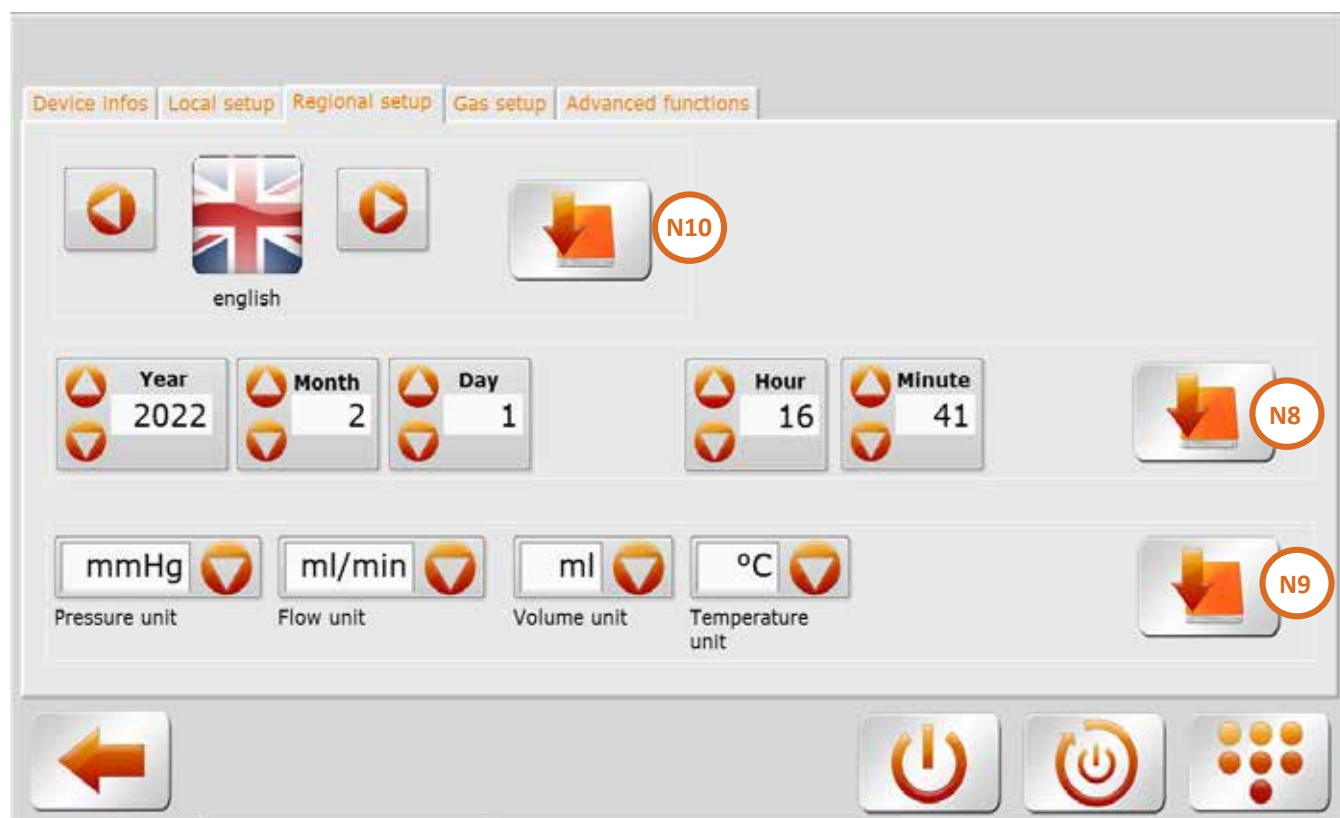 Device infos Local setup Regional setup Gas setup Advanced functions
N10
english
Year Month Day Hour Minute
2022 2 1 16 41
N8
mmHg ml/min ml ºC
N9
Pressure unit Flow unit Volume unit Temperature
unit